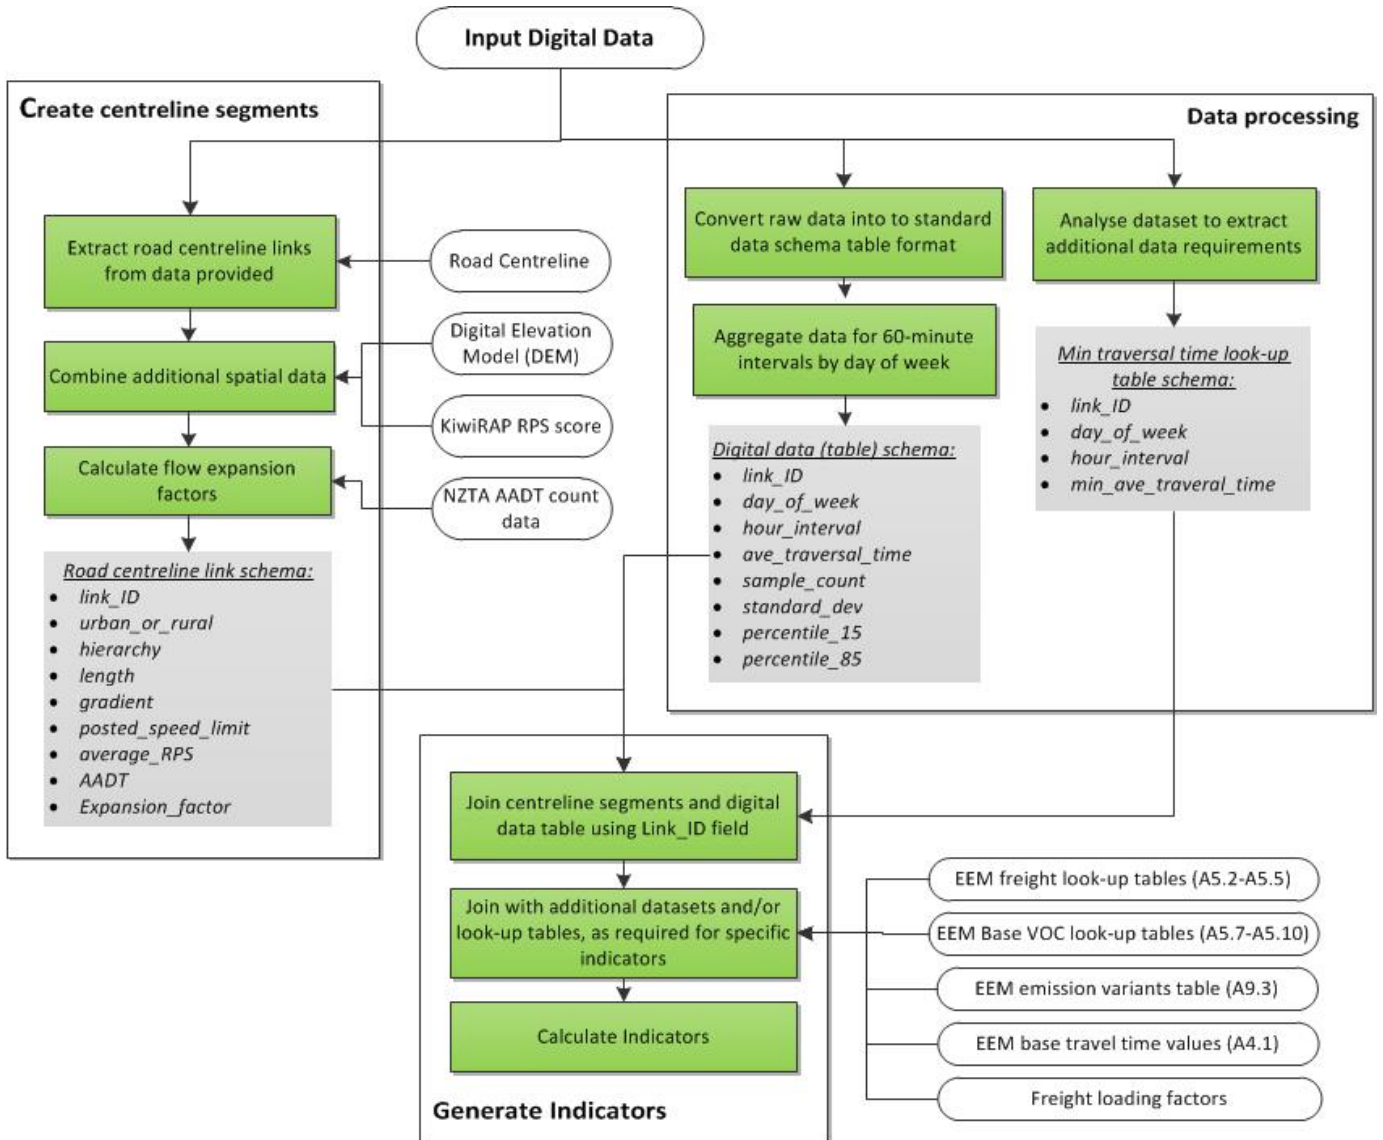 Input Digital Data
Create centreline segments
Extract road centreline links
from data provided
Combine additional spatial data
Calculate flow expansion
factors
Road centreline link schema:
• link_ID
• urban_or_rural
• hierarchy
• length
• gradient
• posted_speed_limit
• average_RPS
• AADT
• Expansion_factor
Road Centreline
Digital Elevation
Model (DEM)
KiwiRAP RPS score
NZTA AADT count
data
Data processing
Convert raw data into to standard
data schema table format
Aggregate data for 60-minute
intervals by day of week
Digital data (table) schema:
• link_ID
• day_of_week
• hour_interval
• ave_traversal_time
• sample_count
• standard_dev
• percentile_15
• percentile_85
Analyse dataset to extract
additional data requirements
Min traversal time look-up
table schema:
• link_ID
• day_of_week
• hour_interval
• min_ave_traveral_time
Join centreline segments and digital
data table using Link_ID field
Join with additional datasets and/or
look-up tables, as required for specific
indicators
Calculate Indicators
Generate Indicators
EEM freight look-up tables (A5.2-A5.5)
EEM Base VOC look-up tables (A5.7-A5.10)
EEM emission variants table (A9.3)
EEM base travel time values (A4.1)
Freight loading factors